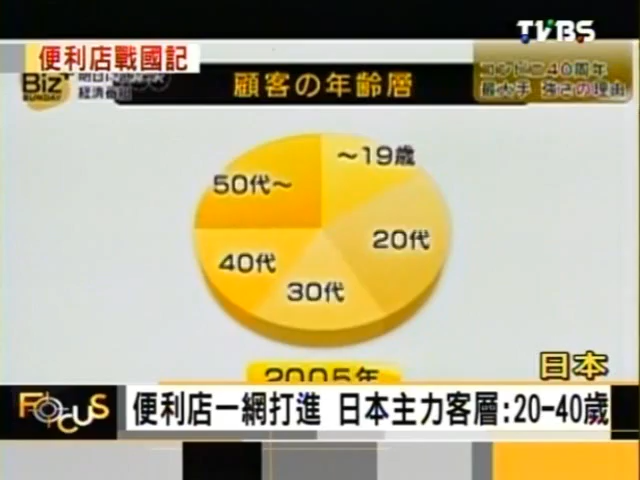 TVBS
便利店戰國記
Biz+
SUNDAY
経済番組
顧客の年齢層
コンビニ40周年
最大手 強さの理由
～19歳
50代～
20代
40代
30代
2005年
日本
FOCUS
便利店一網打進 日本主力客層:20-40歲